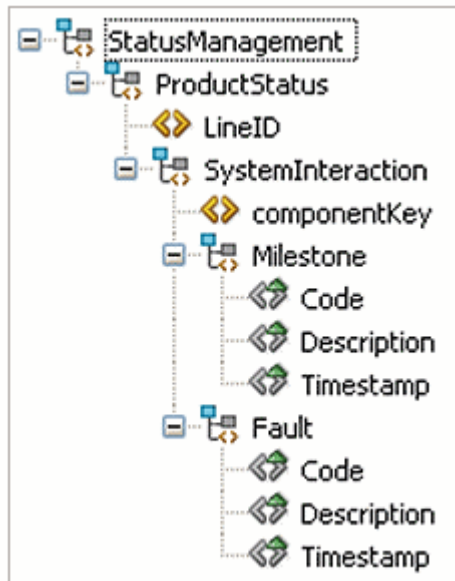 StatusManagement
ProductStatus
LineID
SystemInteraction
componentKey
Milestone
Code
Description
Timestamp
Fault
Code
Description
Timestamp